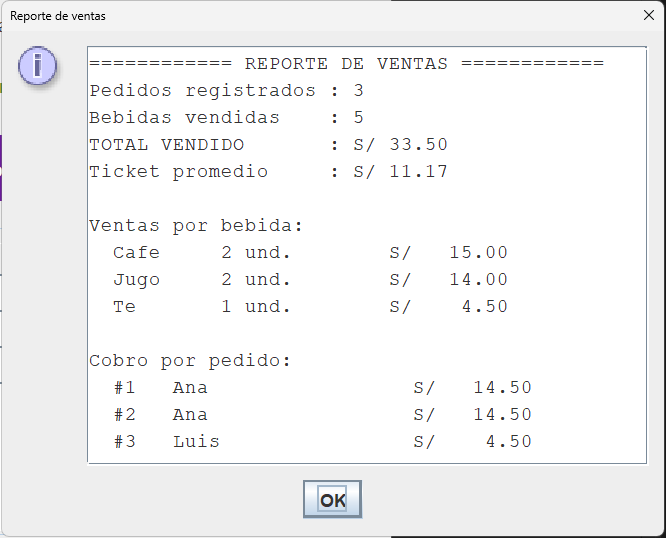 Reporte de ventas
============ REPORTE DE VENTAS ============
Pedidos registrados : 3
Bebidas vendidas    : 5
TOTAL VENDIDO       : S/ 33.50
Ticket promedio     : S/ 11.17
Ventas por bebida:
  Cafe     2 und.        S/   15.00
  Jugo     2 und.        S/   14.00
  Te       1 und.        S/    4.50
Cobro por pedido:
  #1   Ana                 S/   14.50
  #2   Ana                 S/   14.50
  #3   Luis                S/    4.50
OK